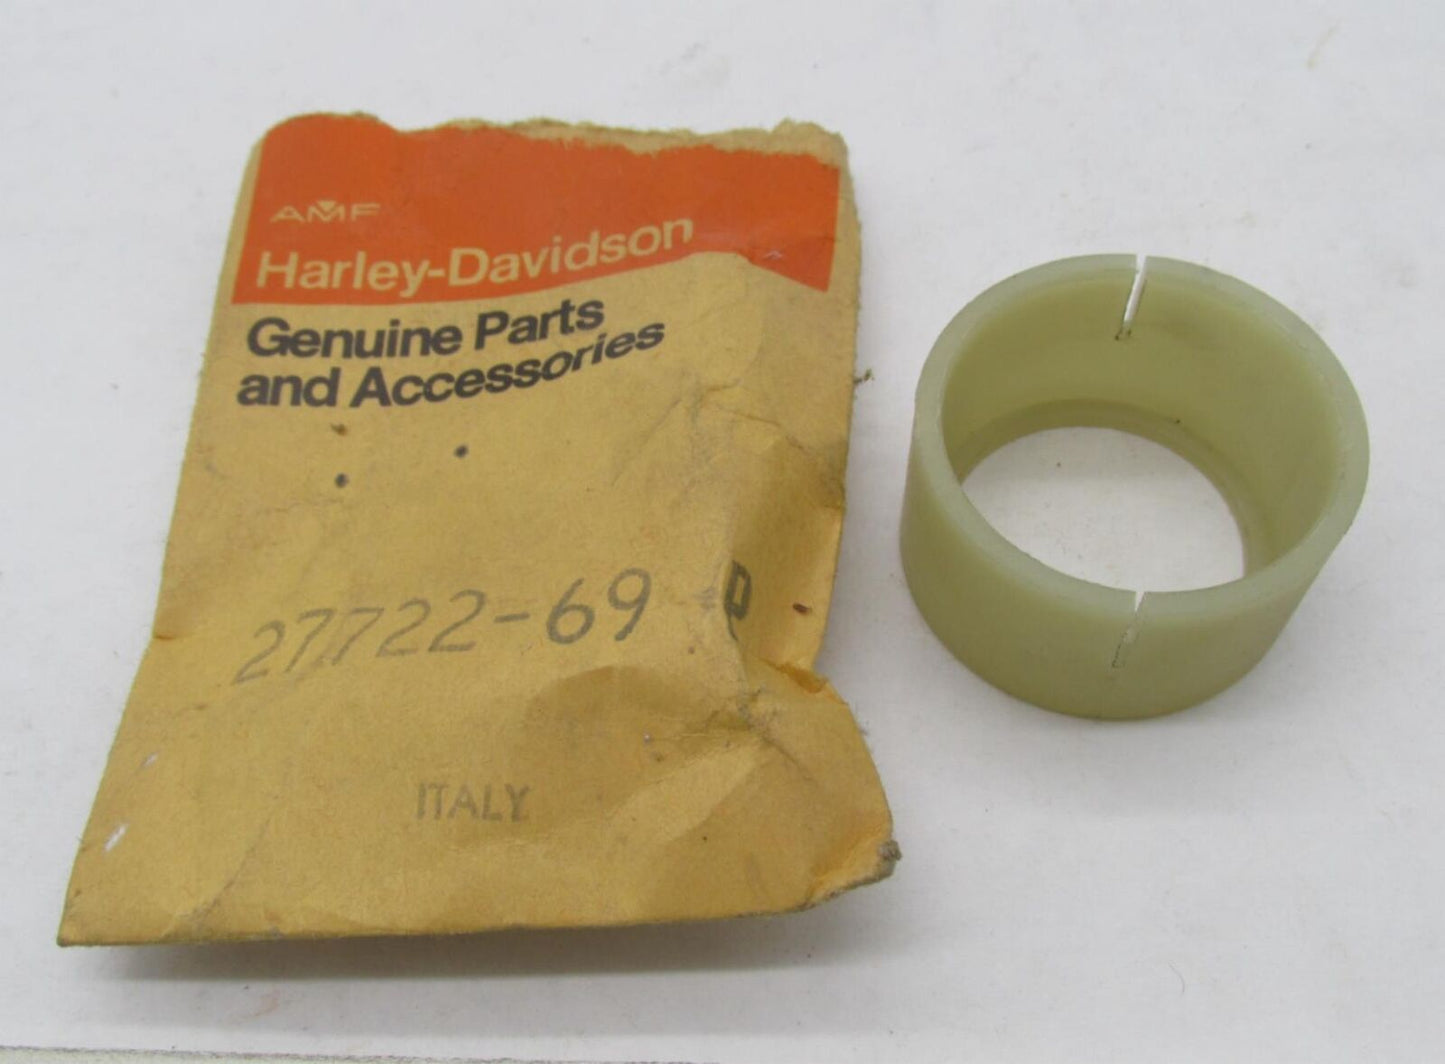 AMF
Harley-Davidson
Genuine Parts
and Accessories
27722-69 P
ITALY